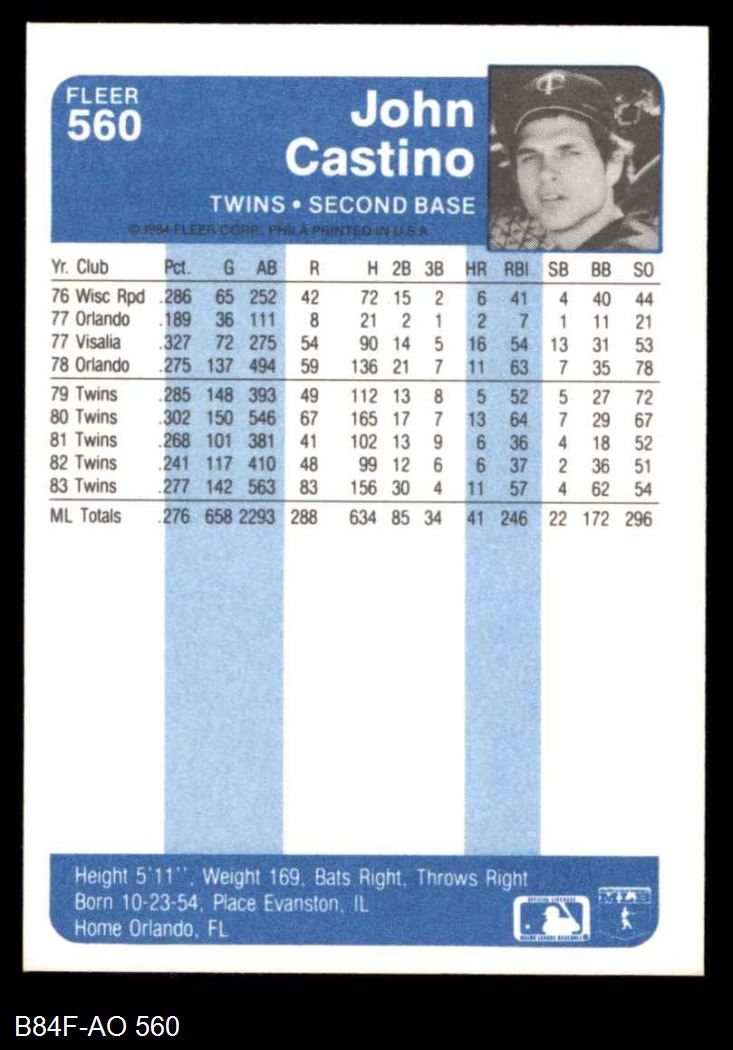 FLEER
560
John
Castino
TWINS • SECOND BASE
© 1984 FLEER CORP., PHILA PRINTED IN U.S.A.
Yr. Club Pct. G AB R H 2B 3B HR RBI SB BB SO
76 Wisc Rpd .286 65 252 42 72 15 2 6 41 4 40 44
77 Orlando .189 36 111 8 21 2 1 2 7 1 11 21
77 Visalia .327 72 275 54 90 14 5 16 54 13 31 53
78 Orlando .275 137 494 59 136 21 7 11 63 7 35 78
79 Twins .285 148 393 49 112 13 8 5 52 5 27 72
80 Twins .302 150 546 67 165 17 7 13 64 7 29 67
81 Twins .268 101 381 41 102 13 9 6 36 4 18 52
82 Twins .241 117 410 48 99 12 6 6 37 2 36 51
83 Twins .277 142 563 83 156 30 4 11 57 4 62 54
ML Totals .276 658 2293 288 634 85 34 41 246 22 172 296
Height 5'11'', Weight 169, Bats Right, Throws Right
Born 10-23-54, Place Evanston, IL
Home Orlando, FL
MAJOR LEAGUE BASEBALL
B84F-AO 560